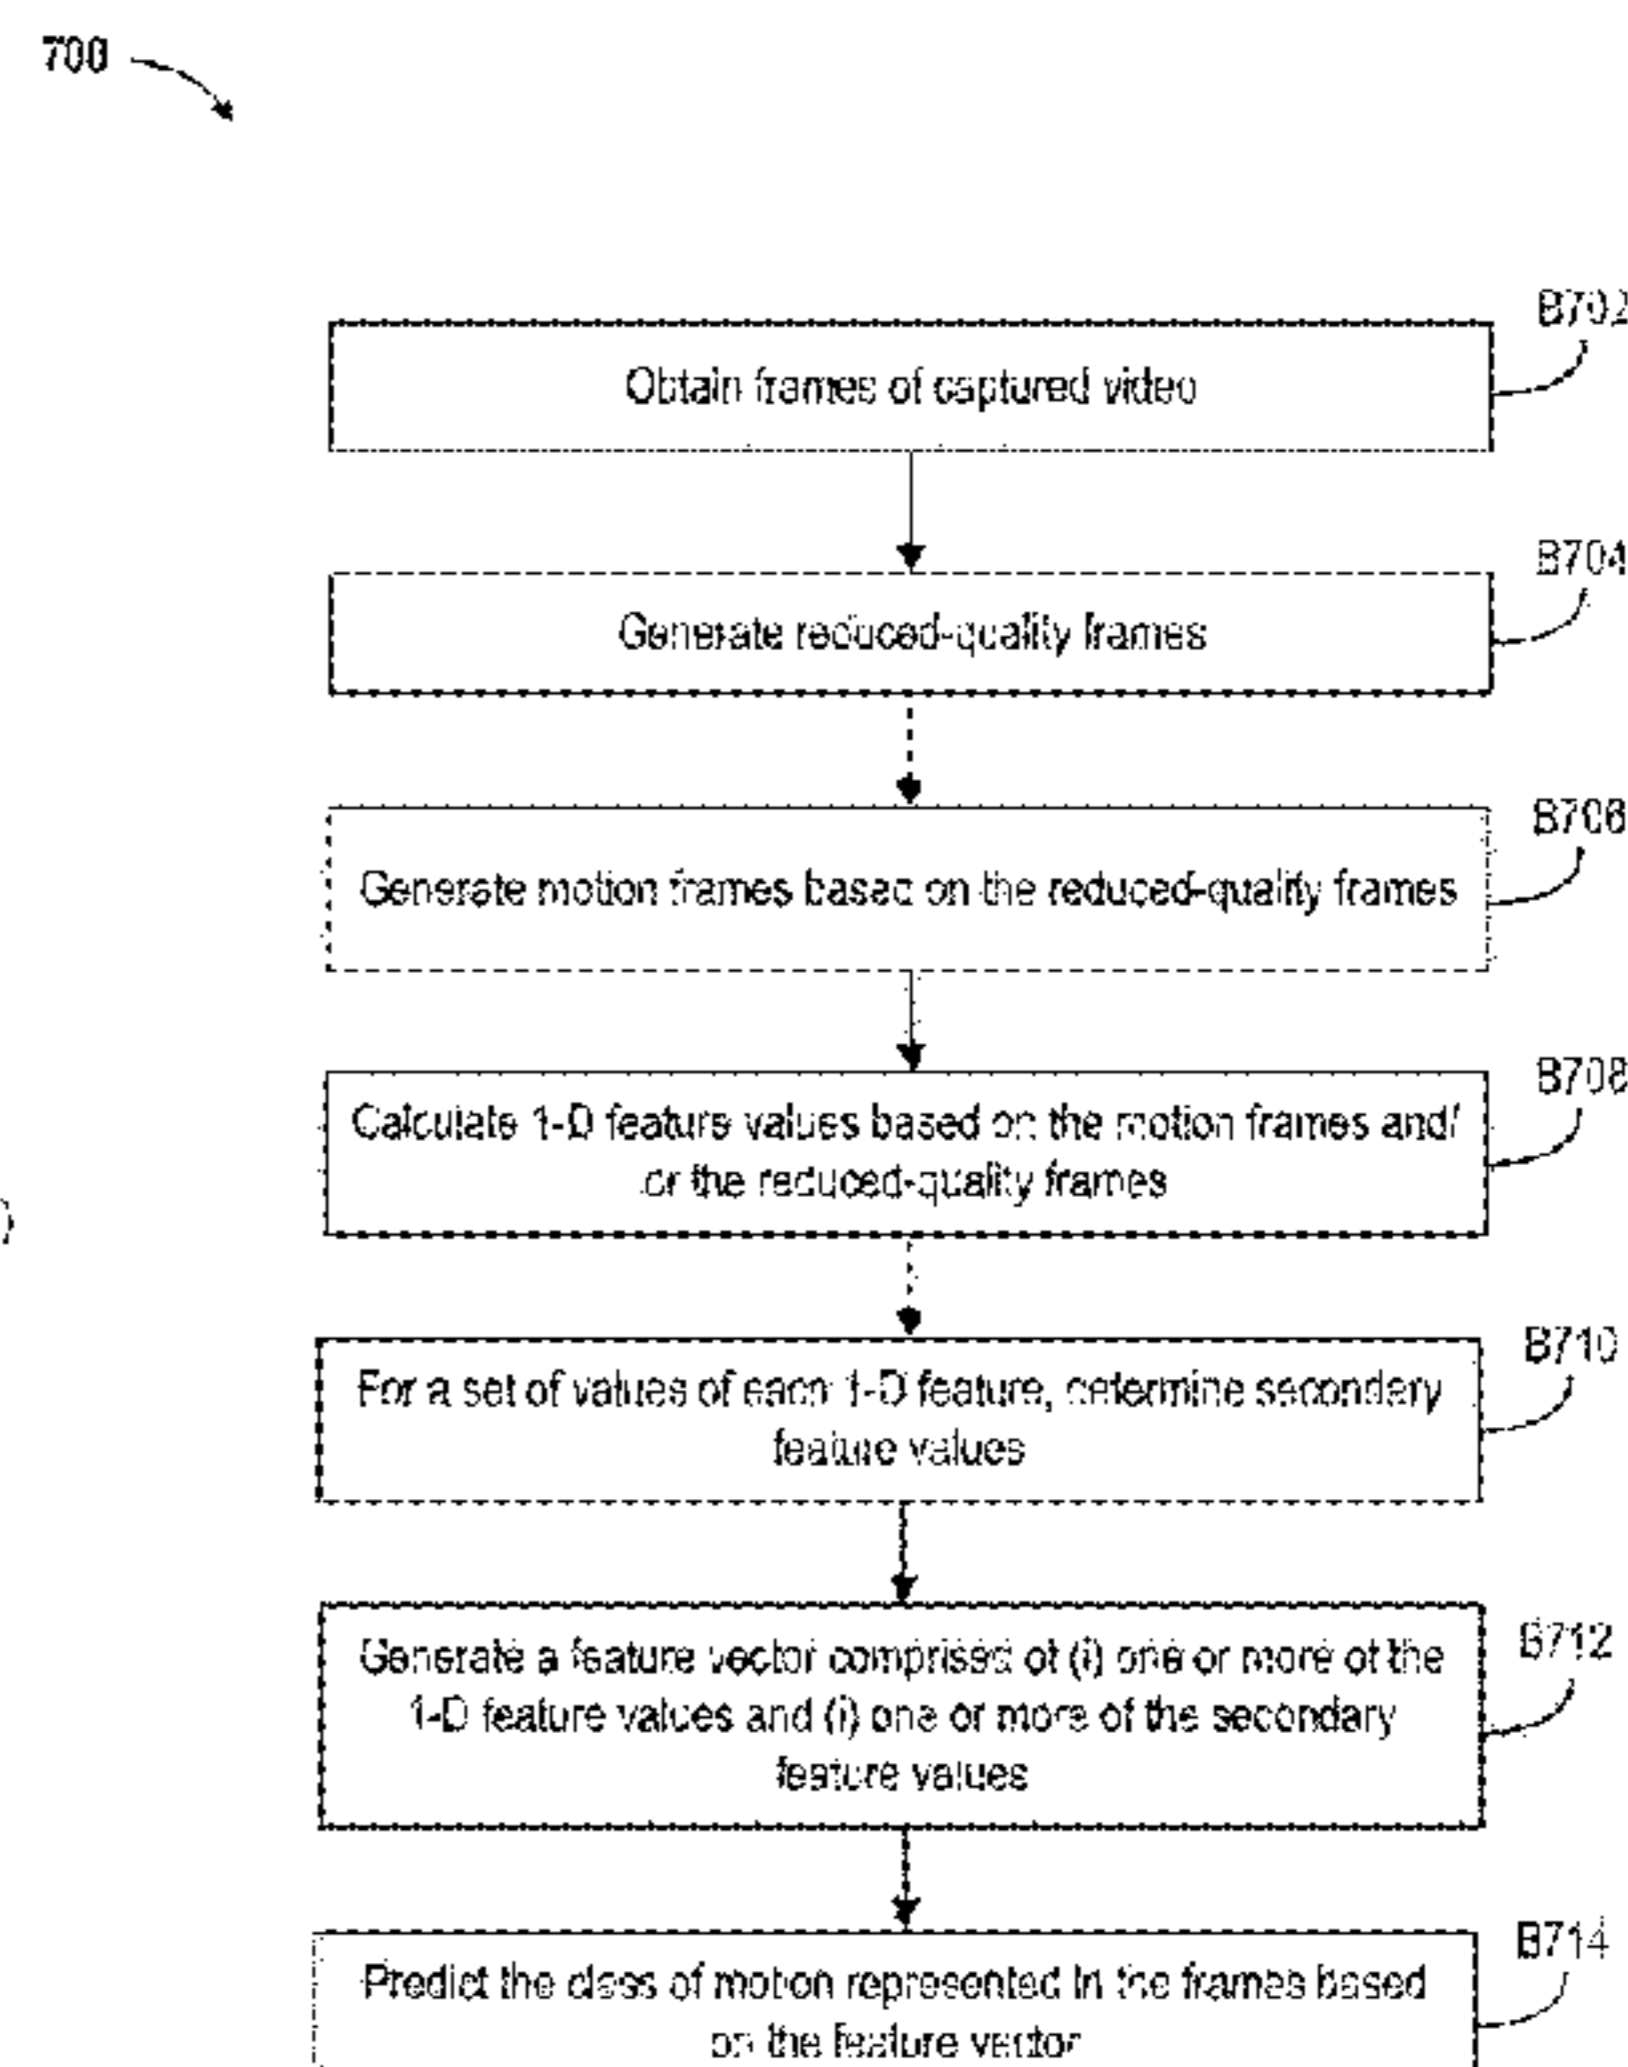 700
B702
Obtain frames of captured video
B704
Generate reduced-quality frames
B706
Generate motion frames based on the reduced-quality frames
B708
Calculate 1-D feature values based on the motion frames and/
or the reduced-quality frames
B710
For a set of values of each 1-D feature, determine secondary
feature values
B712
Generate a feature vector comprised of (i) one or more of the
1-D feature values and (i) one or more of the secondary
feature values
B714
Predict the class of motion represented in the frames based
on the feature vector